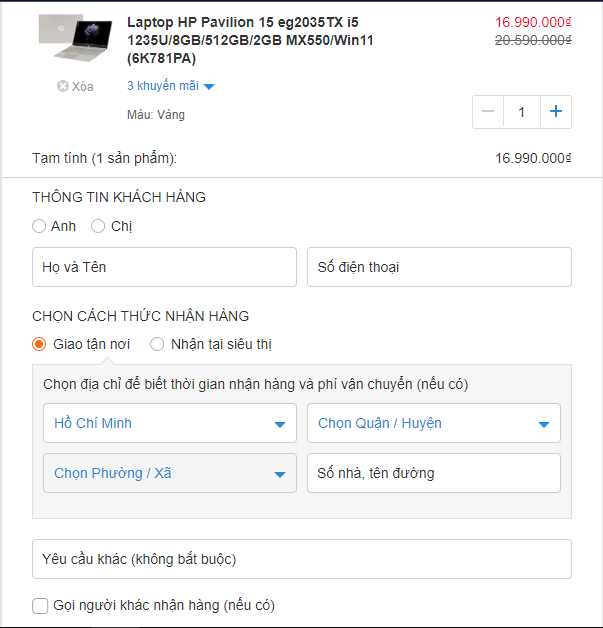 Laptop HP Pavilion 15 eg2035TX i5
1235U/8GB/512GB/2GB MX550/Win11
(6K781PA)
16.990.000₫
20.590.000₫
Xóa
3 khuyến mãi
Màu: Vàng
1
Tạm tính (1 sản phẩm):
16.990.000₫
THÔNG TIN KHÁCH HÀNG
Anh
Chị
Họ và Tên
Số điện thoại
CHỌN CÁCH THỨC NHẬN HÀNG
Giao tận nơi
Nhận tại siêu thị
Chọn địa chỉ để biết thời gian nhận hàng và phí vận chuyển (nếu có)
Hồ Chí Minh
Chọn Quận / Huyện
Chọn Phường / Xã
Số nhà, tên đường
Yêu cầu khác (không bắt buộc)
Gọi người khác nhận hàng (nếu có)